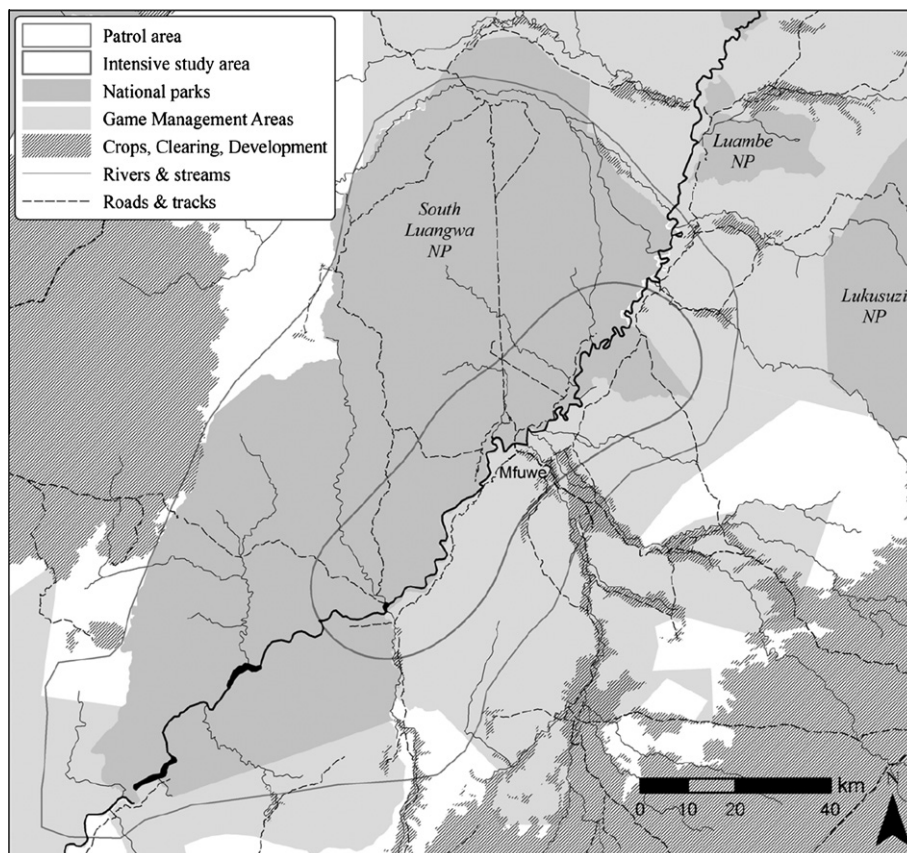 Patrol area
Intensive study area
National parks
Game Management Areas
Crops, Clearing, Development
Rivers & streams
Roads & tracks
Luambe
NP
South
Luangwa
NP
Lukusuzi
NP
Mfuwe
km
0 10 20 40
N